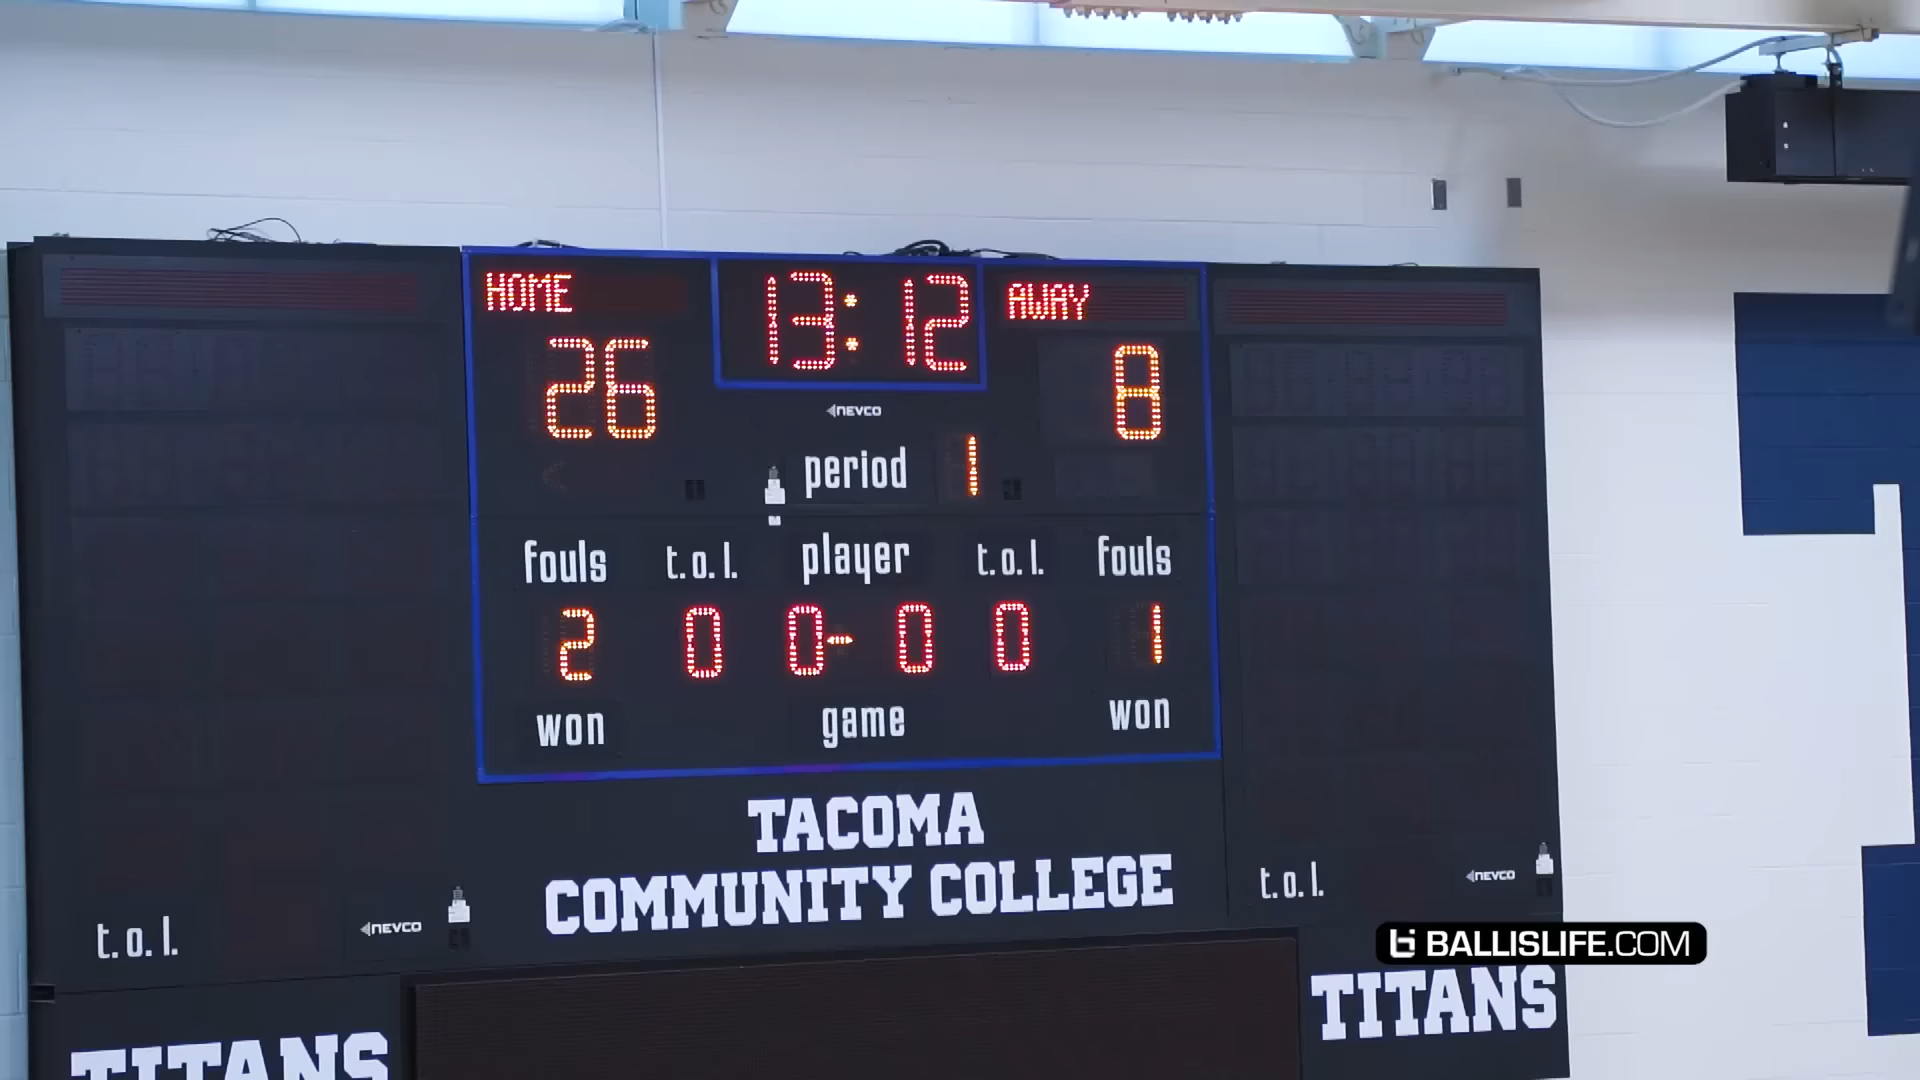 HOME 13:12 AWAY
26 8
NEVCO
period 1
fouls t.o.l. player t.o.l. fouls
2 0 0- 0 0 1
won game won
TACOMA
COMMUNITY COLLEGE
t.o.l. NEVCO
t.o.l. NEVCO
BALLISLIFE.COM
TITANS
TITANS